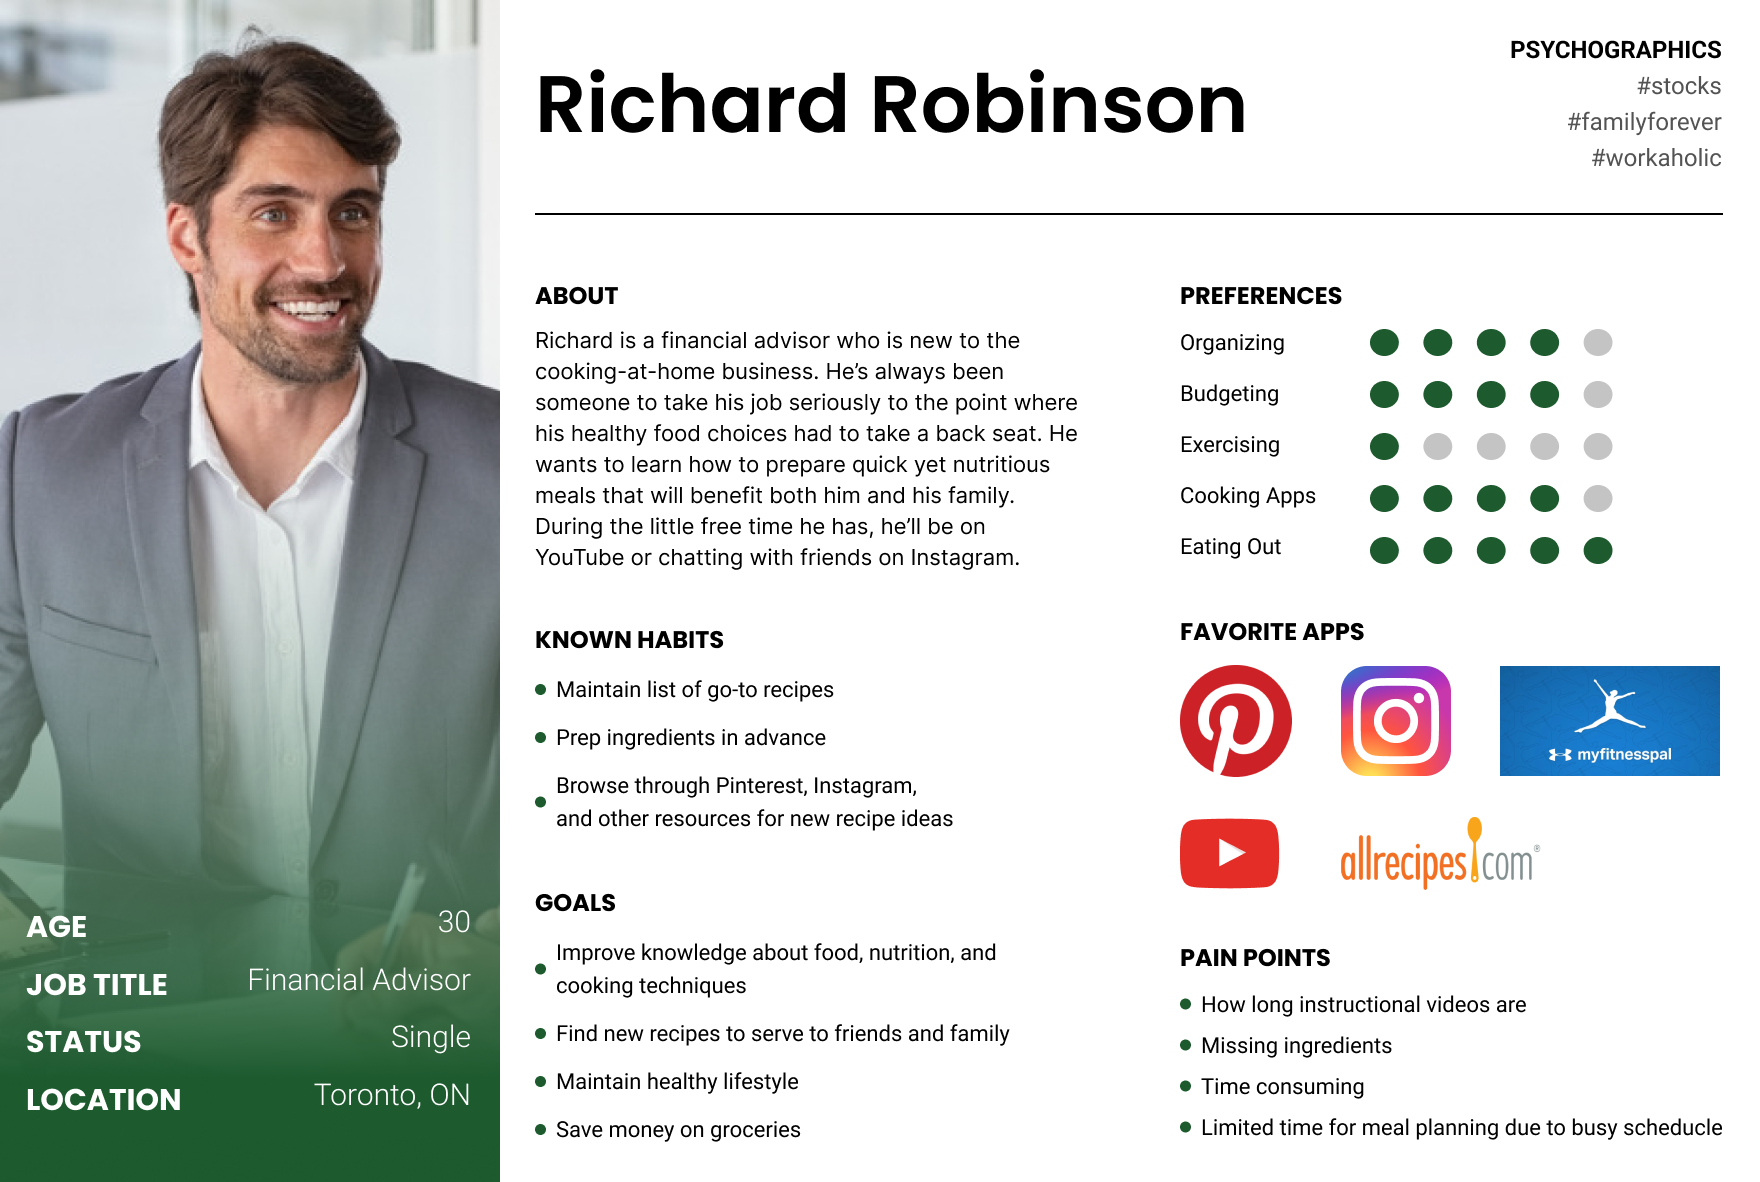 Richard Robinson
PSYCHOGRAPHICS
#stocks
#familyforever
#workaholic
ABOUT
Richard is a financial advisor who is new to the
cooking-at-home business. He's always been
someone to take his job seriously to the point where
his healthy food choices had to take a back seat. He
wants to learn how to prepare quick yet nutritious
meals that will benefit both him and his family.
During the little free time he has, he'll be on
YouTube or chatting with friends on Instagram.
KNOWN HABITS
Maintain list of go-to recipes
Prep ingredients in advance
Browse through Pinterest, Instagram,
and other resources for new recipe ideas
GOALS
Improve knowledge about food, nutrition, and
cooking techniques
Find new recipes to serve to friends and family
Maintain healthy lifestyle
Save money on groceries
PREFERENCES
Organizing
Budgeting
Exercising
Cooking Apps
Eating Out
FAVORITE APPS
myfitnesspal
allrecipes.com®
PAIN POINTS
How long instructional videos are
Missing ingredients
Time consuming
Limited time for meal planning due to busy scheducle
AGE 30
JOB TITLE Financial Advisor
STATUS Single
LOCATION Toronto, ON